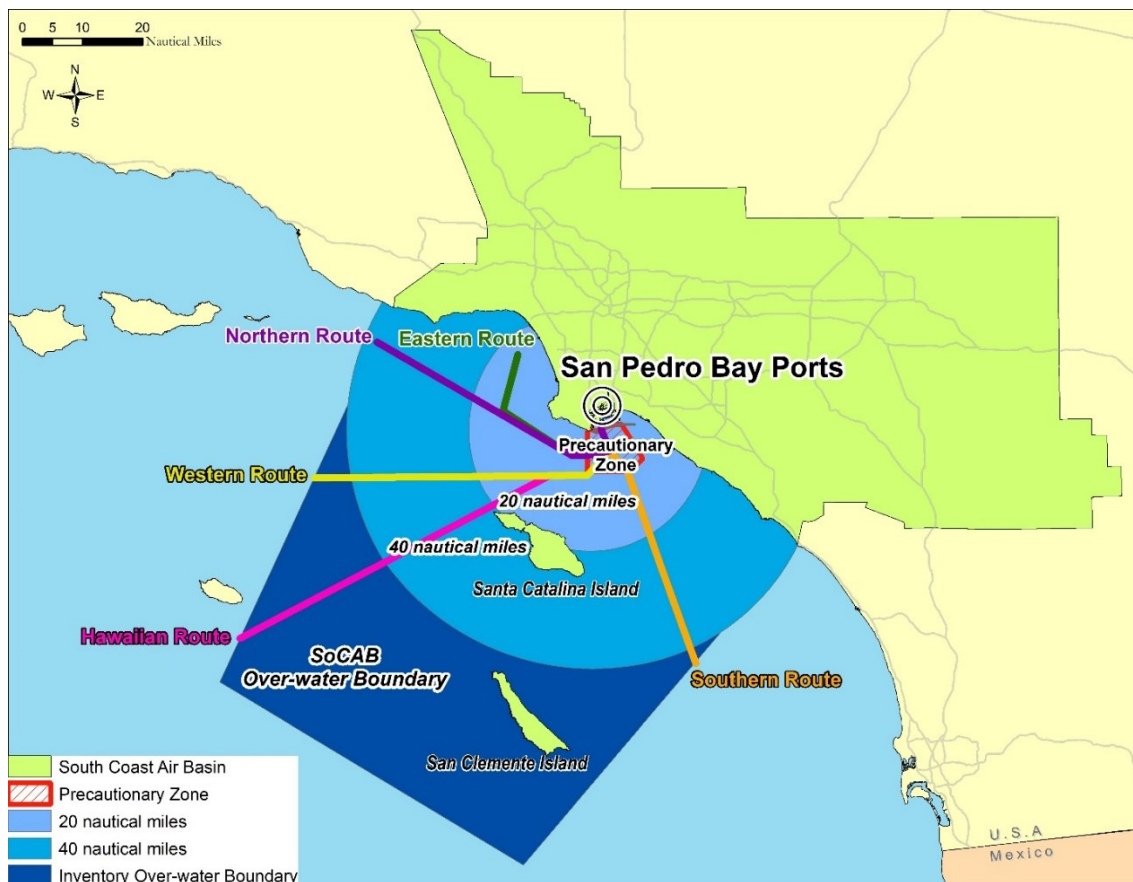 0 5 10 20
Nautical Miles
N
W E
S
Northern Route
Eastern Route
San Pedro Bay Ports
Precautionary
Zone
Western Route
20 nautical miles
40 nautical miles
Santa Catalina Island
Hawaiian Route
SoCAB
Over-water Boundary
Southern Route
San Clemente Island
South Coast Air Basin
Precautionary Zone
20 nautical miles
40 nautical miles
Inventory Over-water Boundary
U.S.A
Mexico